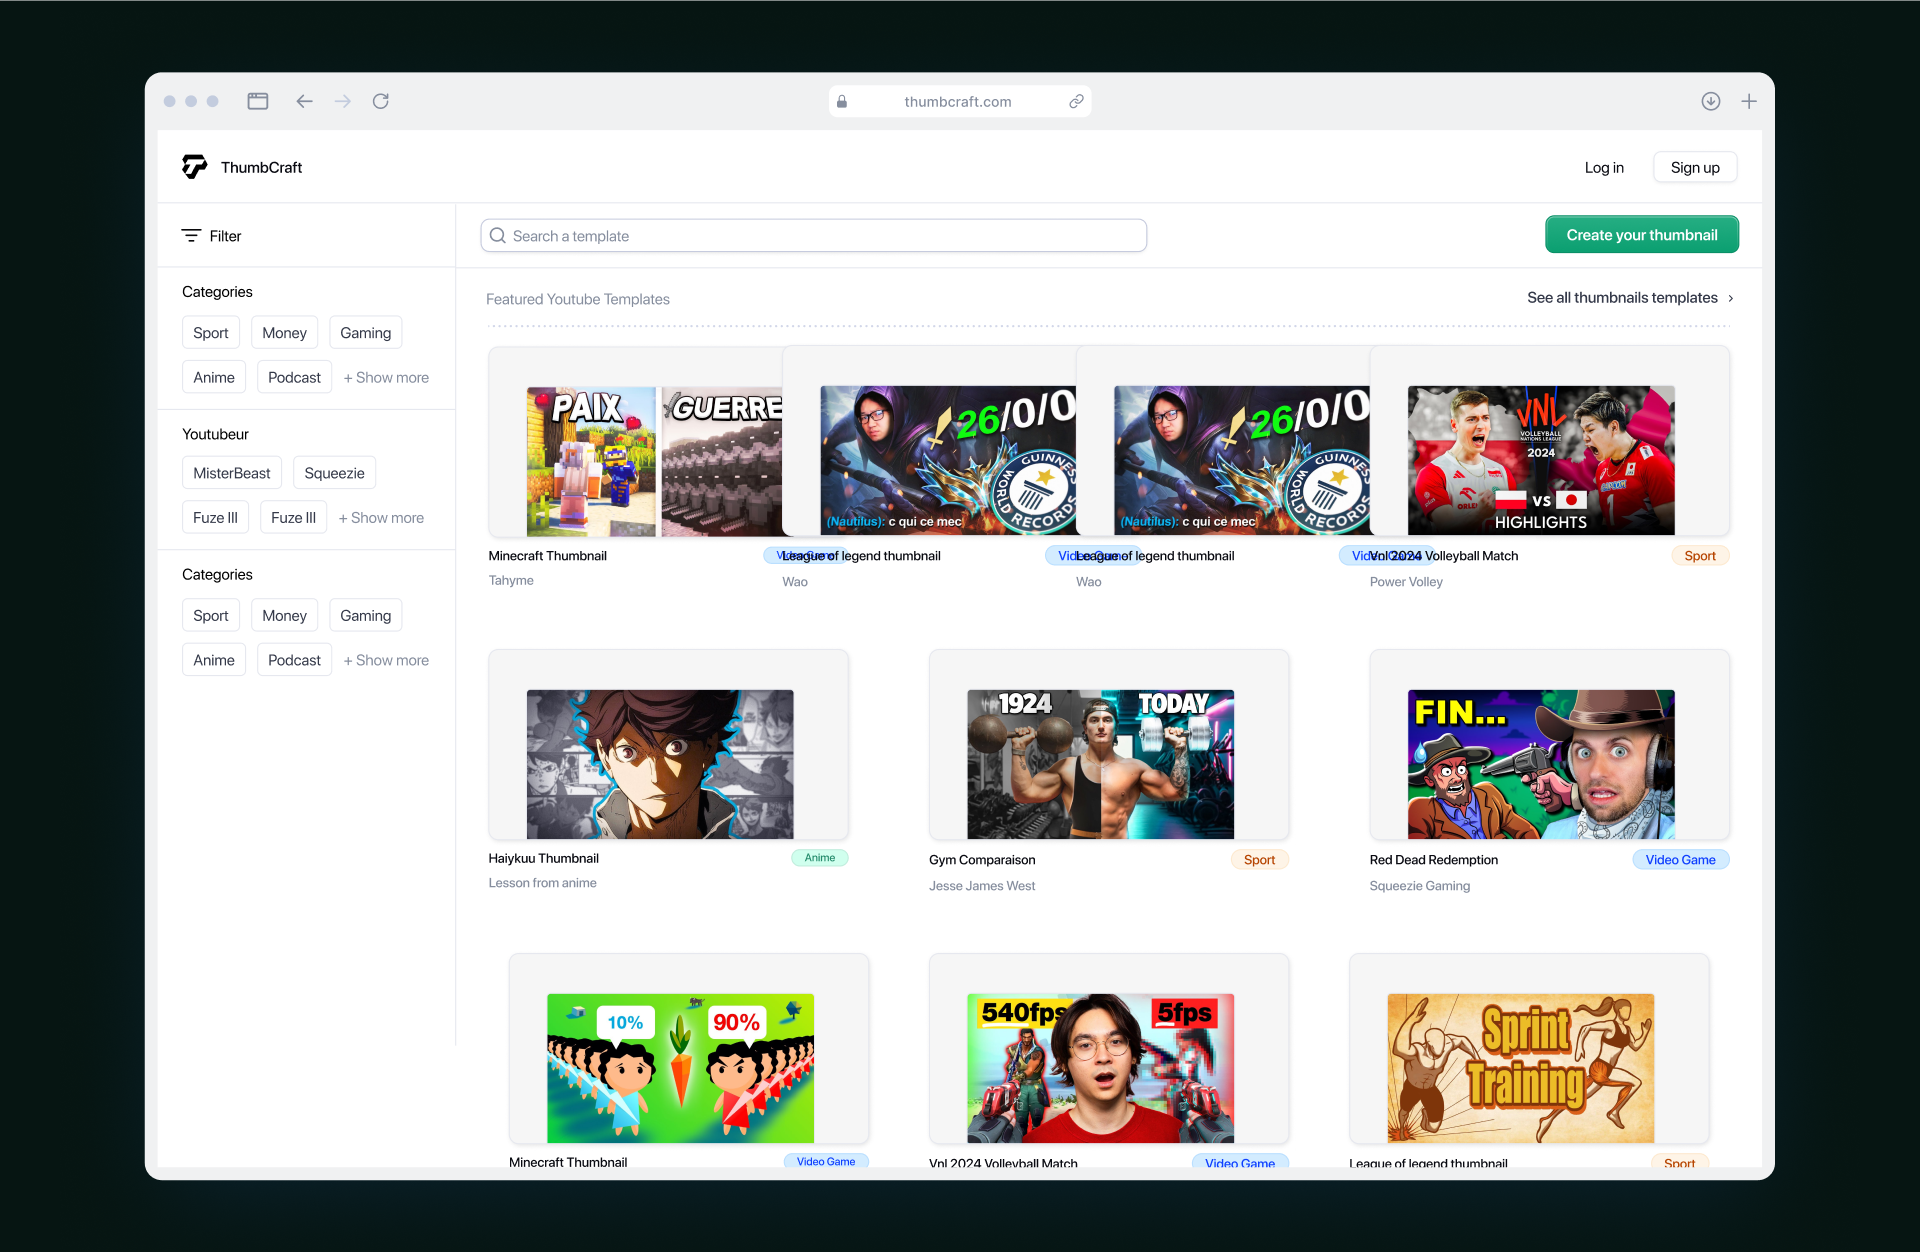 thumbcraft.com
ThumbCraft
Log in
Sign up
Filter
Search a template
Create your thumbnail
Categories
Sport
Money
Gaming
Anime
Podcast
+ Show more
Youtubeur
MisterBeast
Squeezie
Fuze III
Fuze III
+ Show more
Categories
Sport
Money
Gaming
Anime
Podcast
+ Show more
Featured Youtube Templates
See all thumbnails templates
PAIX
GUERRE
Minecraft Thumbnail
Video Game
Tahyme
26/0/0
GUINNESS
WORLD RECORDS
(Nautilus): c qui ce mec
League of legend thumbnail
Video Game
Wao
26/0/0
GUINNESS
WORLD RECORDS
(Nautilus): c qui ce mec
League of legend thumbnail
Video Game
Wao
VNL
VOLLEYBALL
NATIONS LEAGUE
2024
VS
HIGHLIGHTS
Vnl 2024 Volleyball Match
Sport
Power Volley
Haiykuu Thumbnail
Anime
Lesson from anime
1924
TODAY
Gym Comparaison
Sport
Jesse James West
FIN...
Red Dead Redemption
Video Game
Squeezie Gaming
10%
90%
Minecraft Thumbnail
Video Game
540fps
5fps
Vnl 2024 Volleyball Match
Video Game
Sprint
Training
League of legend thumbnail
Sport